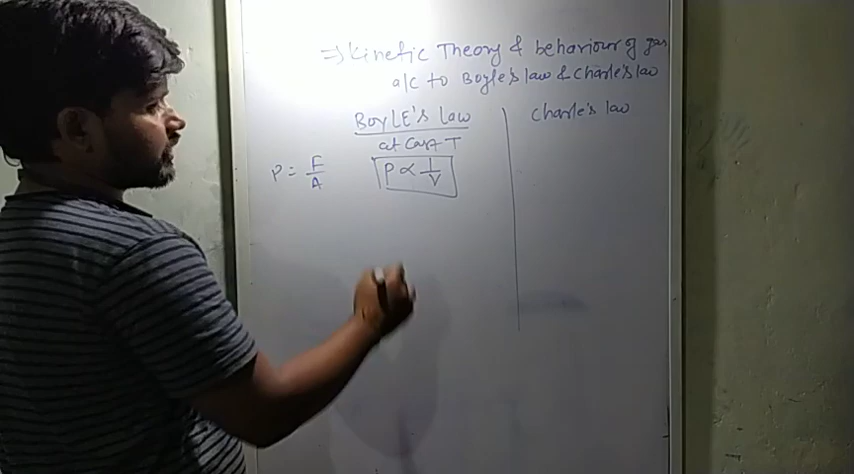 ⇒ Kinetic Theory & behaviour of gas
a/c to Boyle's law & Charle's law
BOYLE'S law
at Const T
P = F/A
P ∝ 1/V
Charle's law